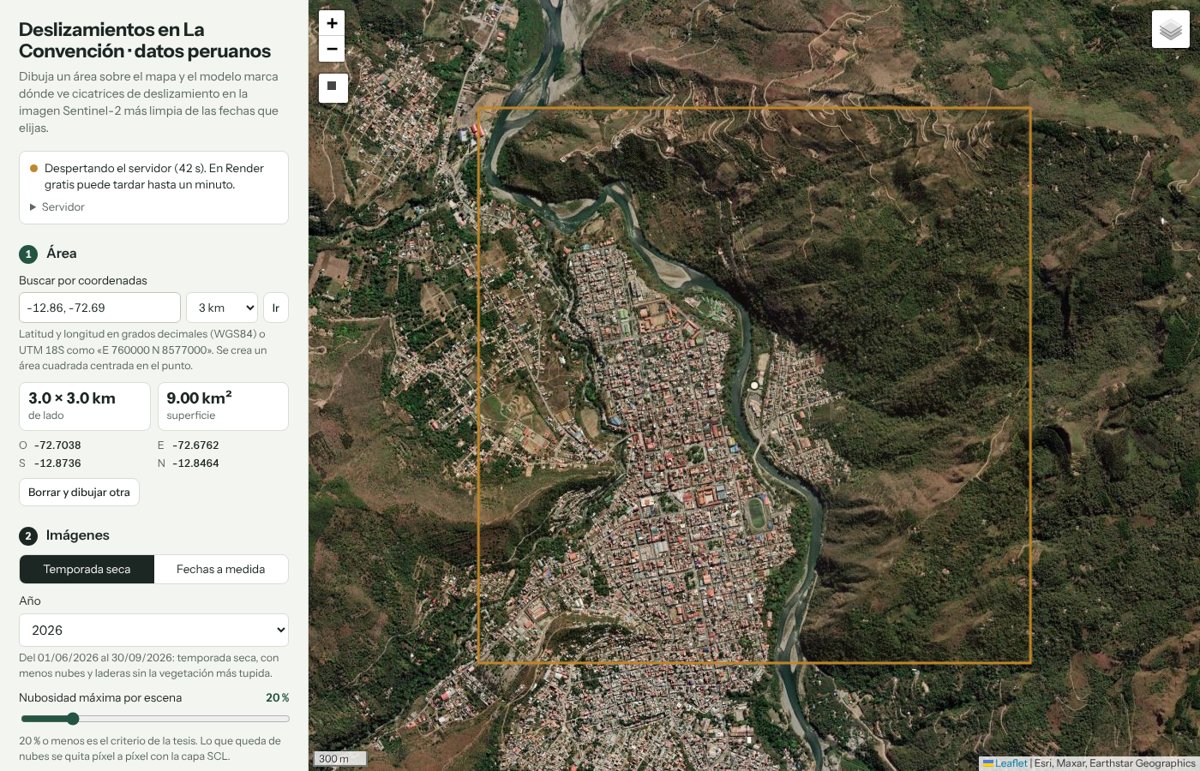 Deslizamientos en La
Convención · datos peruanos
Dibuja un área sobre el mapa y el modelo marca
dónde ve cicatrices de deslizamiento en la
imagen Sentinel-2 más limpia de las fechas que
elijas.
Despertando el servidor (42 s). En Render
gratis puede tardar hasta un minuto.
Servidor
1 Área
Buscar por coordenadas
-12.86, -72.69 3 km Ir
Latitud y longitud en grados decimales (WGS84) o
UTM 18S como «E 760000 N 8577000». Se crea un
área cuadrada centrada en el punto.
3.0 × 3.0 km
de lado
9.00 km²
superficie
O -72.7038 E -72.6762
S -12.8736 N -12.8464
Borrar y dibujar otra
2 Imágenes
Temporada seca Fechas a medida
Año
2026
Del 01/06/2026 al 30/09/2026: temporada seca, con
menos nubes y laderas sin la vegetación más tupida.
Nubosidad máxima por escena 20 %
20 % o menos es el criterio de la tesis. Lo que queda de
nubes se quita píxel a píxel con la capa SCL.
+
−
300 m
Leaflet | Esri, Maxar, Earthstar Geographics